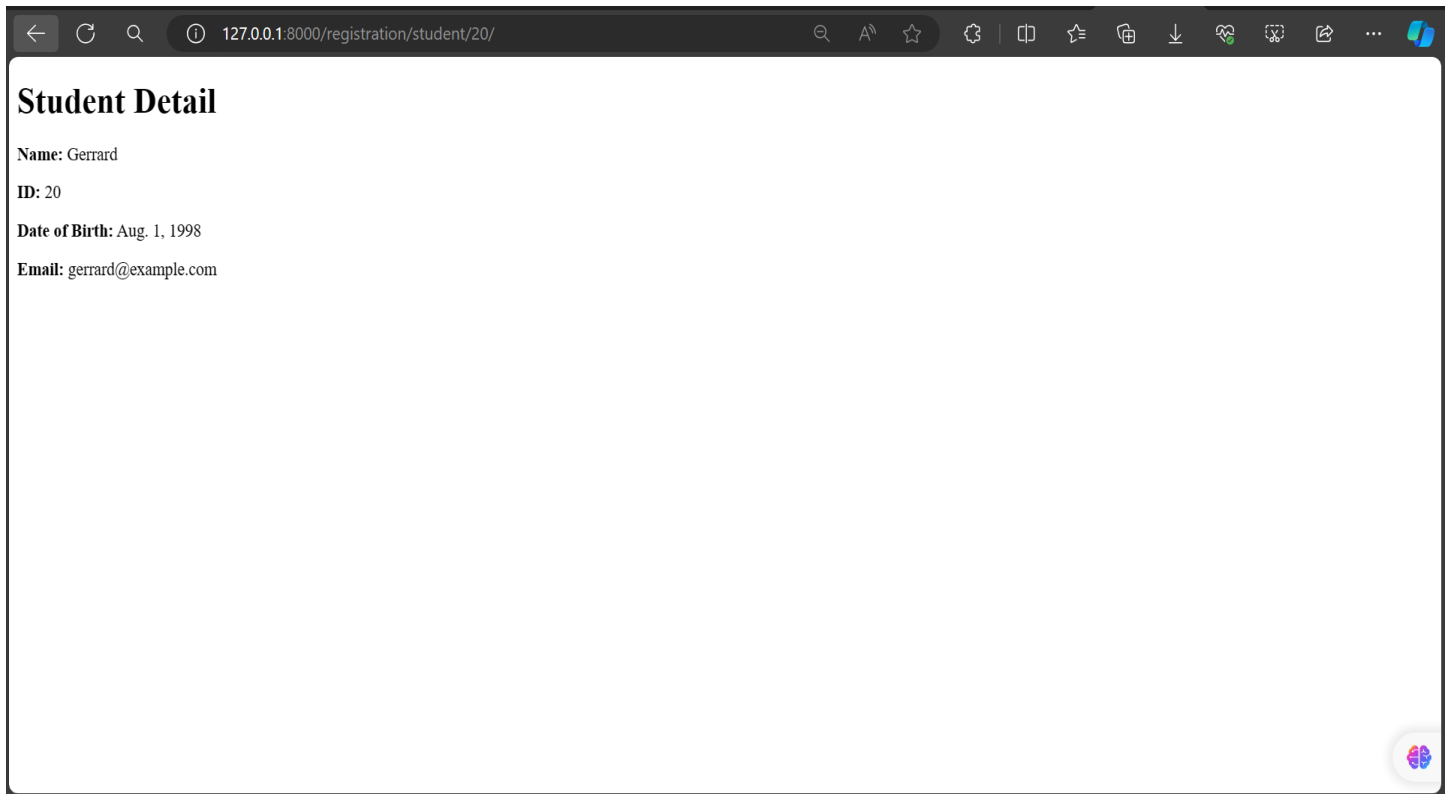 127.0.0.1:8000/registration/student/20/
Student Detail
Name: Gerrard
ID: 20
Date of Birth: Aug. 1, 1998
Email: gerrard@example.com